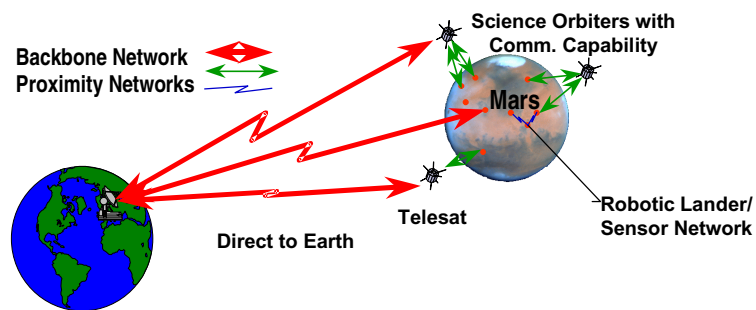 Science Orbiters with
Comm. Capability
Backbone Network
Proximity Networks
Mars
Robotic Lander/
Sensor Network
Telesat
Direct to Earth